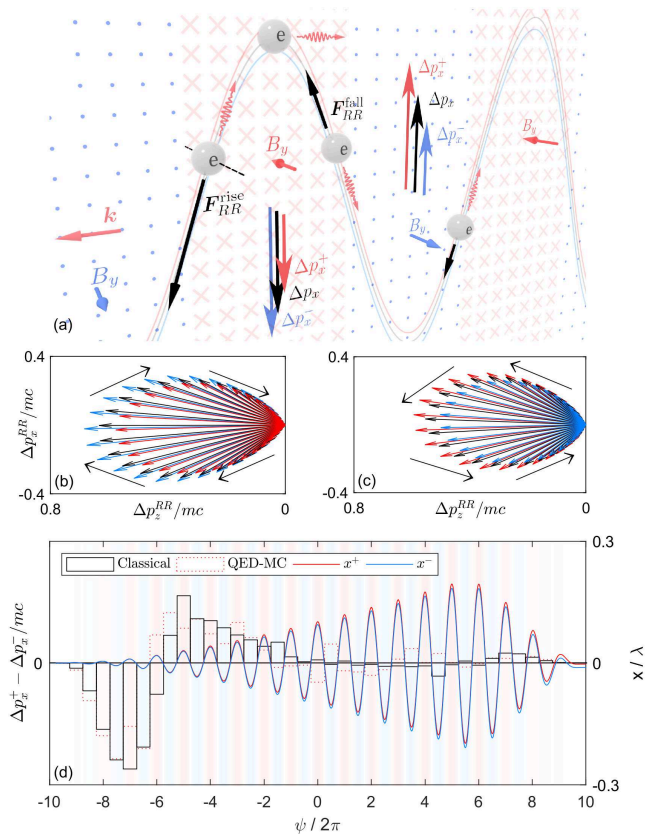 e
Δp_x^+
Δp_x
Δp_x^-
F_RR^fall
e
e
B_y
B_y
F_RR^rise
k
B_y
e
B_y
Δp_x^+
Δp_x
Δp_x^-
(a)
0.4
0.4
Δp_x^RR/mc
(b)
(c)
-0.4
-0.4
0.8
Δp_z^RR/mc
0
0.8
Δp_z^RR/mc
0
0.3
Classical
QED-MC
x^+
x^-
Δp_x^+ − Δp_x^-/mc
0
0
x / λ
(d)
-0.3
-10
-8
-6
-4
-2
0
2
4
6
8
10
ψ / 2π